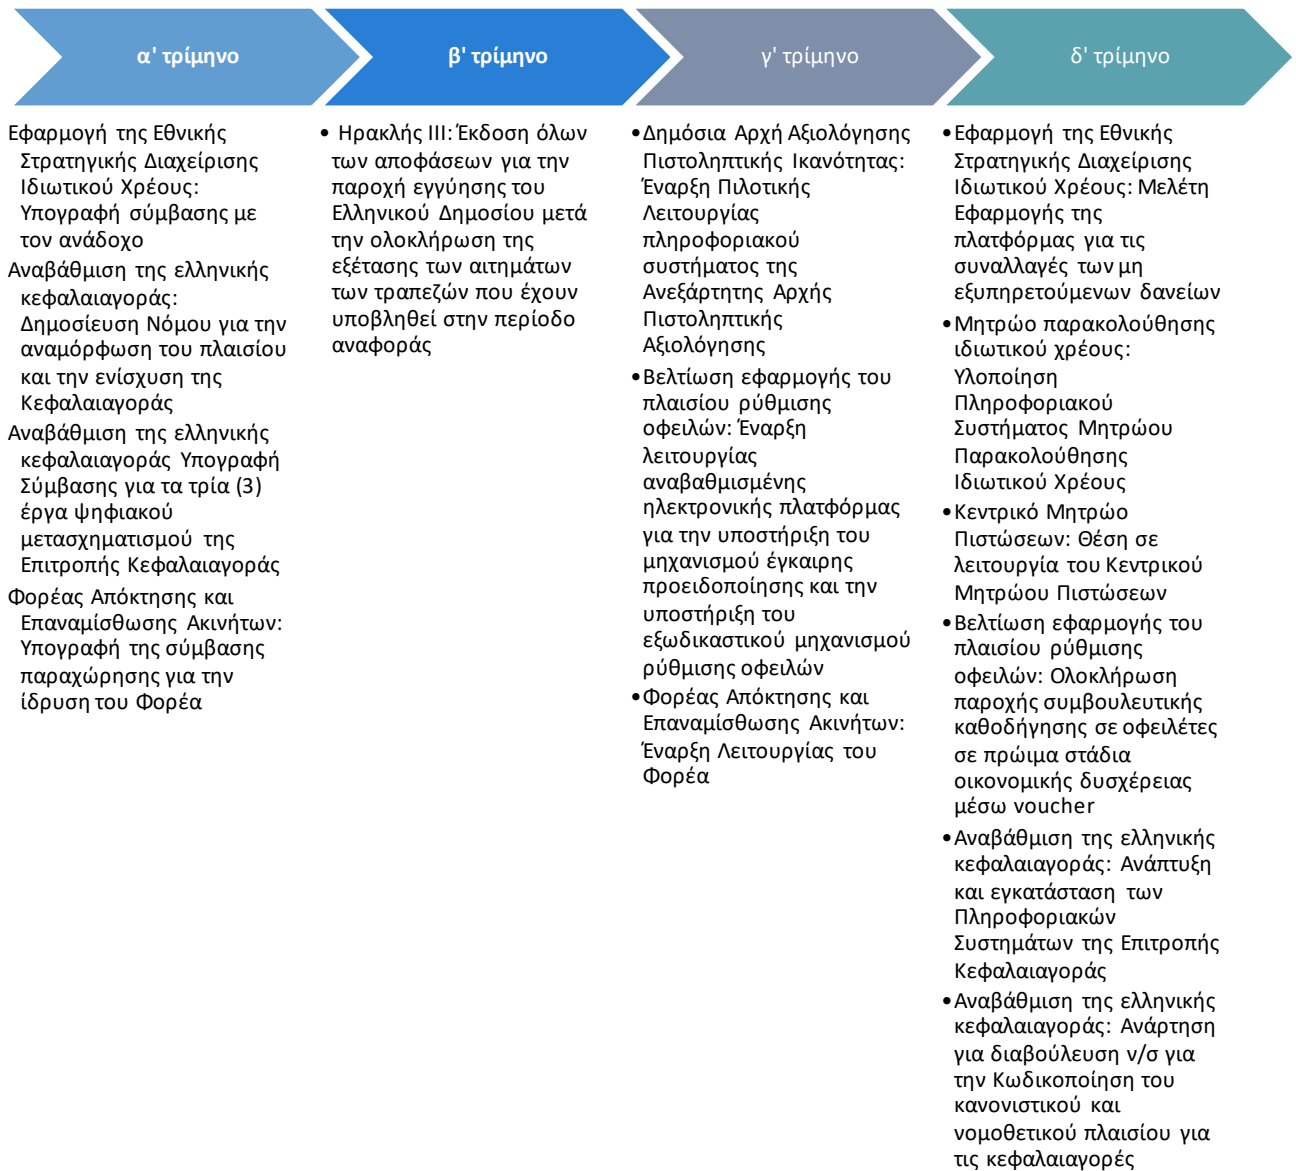 α' τρίμηνο
β' τρίμηνο
γ' τρίμηνο
δ' τρίμηνο
Εφαρμογή της Εθνικής
Στρατηγικής Διαχείρισης
Ιδιωτικού Χρέους:
Υπογραφή σύμβασης με
τον ανάδοχο
Αναβάθμιση της ελληνικής
κεφαλαιαγοράς:
Δημοσίευση Νόμου για την
αναμόρφωση του πλαισίου
και την ενίσχυση της
Κεφαλαιαγοράς
Αναβάθμιση της ελληνικής
κεφαλαιαγοράς Υπογραφή
Σύμβασης για τα τρία (3)
έργα ψηφιακού
μετασχηματισμού της
Επιτροπής Κεφαλαιαγοράς
Φορέας Απόκτησης και
Επαναμίσθωσης Ακινήτων:
Υπογραφή της σύμβασης
παραχώρησης για την
ίδρυση του Φορέα
• Ηρακλής ΙΙΙ: Έκδοση όλων
των αποφάσεων για την
παροχή εγγύησης του
Ελληνικού Δημοσίου μετά
την ολοκλήρωση της
εξέτασης των αιτημάτων
των τραπεζών που έχουν
υποβληθεί στην περίοδο
αναφοράς
•Δημόσια Αρχή Αξιολόγησης
Πιστοληπτικής Ικανότητας:
Έναρξη Πιλοτικής
Λειτουργίας
πληροφοριακού
συστήματος της
Ανεξάρτητης Αρχής
Πιστοληπτικής
Αξιολόγησης
•Βελτίωση εφαρμογής του
πλαισίου ρύθμισης
οφειλών: Έναρξη
λειτουργίας
αναβαθμισμένης
ηλεκτρονικής πλατφόρμας
για την υποστήριξη του
μηχανισμού έγκαιρης
προειδοποίησης και την
υποστήριξη του
εξωδικαστικού μηχανισμού
ρύθμισης οφειλών
•Φορέας Απόκτησης και
Επαναμίσθωσης Ακινήτων:
Έναρξη Λειτουργίας του
Φορέα
•Εφαρμογή της Εθνικής
Στρατηγικής Διαχείρισης
Ιδιωτικού Χρέους: Μελέτη
Εφαρμογής της
πλατφόρμας για τις
συναλλαγές των μη
εξυπηρετούμενων δανείων
•Μητρώο παρακολούθησης
ιδιωτικού χρέους:
Υλοποίηση
Πληροφοριακού
Συστήματος Μητρώου
Παρακολούθησης
Ιδιωτικού Χρέους
•Κεντρικό Μητρώο
Πιστώσεων: Θέση σε
λειτουργία του Κεντρικού
Μητρώου Πιστώσεων
•Βελτίωση εφαρμογής του
πλαισίου ρύθμισης
οφειλών: Ολοκλήρωση
παροχής συμβουλευτικής
καθοδήγησης σε οφειλέτες
σε πρώιμα στάδια
οικονομικής δυσχέρειας
μέσω voucher
•Αναβάθμιση της ελληνικής
κεφαλαιαγοράς: Ανάπτυξη
και εγκατάσταση των
Πληροφοριακών
Συστημάτων της Επιτροπής
Κεφαλαιαγοράς
•Αναβάθμιση της ελληνικής
κεφαλαιαγοράς: Ανάρτηση
για διαβούλευση ν/σ για
την Κωδικοποίηση του
κανονιστικού και
νομοθετικού πλαισίου για
τις κεφαλαιαγορές